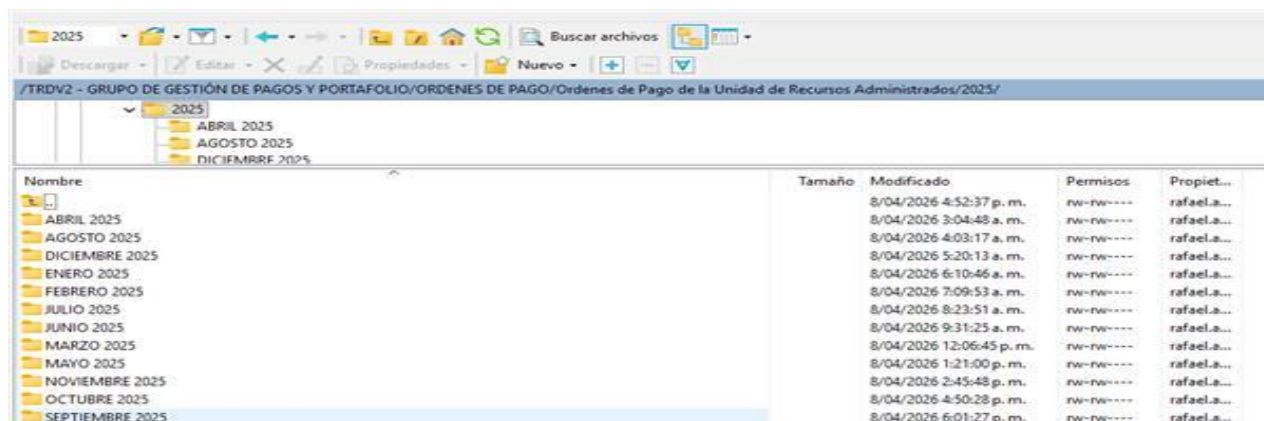 2025 Buscar archivos
Descargar Editar Propiedades Nuevo
/TRDV2 - GRUPO DE GESTIÓN DE PAGOS Y PORTAFOLIO/ORDENES DE PAGO/Ordenes de Pago de la Unidad de Recursos Administrados/2025/
2025
ABRIL 2025
AGOSTO 2025
DICIEMBRE 2025
Nombre Tamaño Modificado Permisos Propiet...
.. 8/04/2026 4:52:37 p. m. rw-rw---- rafael.a...
ABRIL 2025 8/04/2026 3:04:48 a. m. rw-rw---- rafael.a...
AGOSTO 2025 8/04/2026 4:03:17 a. m. rw-rw---- rafael.a...
DICIEMBRE 2025 8/04/2026 5:20:13 a. m. rw-rw---- rafael.a...
ENERO 2025 8/04/2026 6:10:46 a. m. rw-rw---- rafael.a...
FEBRERO 2025 8/04/2026 7:09:53 a. m. rw-rw---- rafael.a...
JULIO 2025 8/04/2026 8:23:51 a. m. rw-rw---- rafael.a...
JUNIO 2025 8/04/2026 9:31:25 a. m. rw-rw---- rafael.a...
MARZO 2025 8/04/2026 12:06:45 p. m. rw-rw---- rafael.a...
MAYO 2025 8/04/2026 1:21:00 p. m. rw-rw---- rafael.a...
NOVIEMBRE 2025 8/04/2026 2:45:48 p. m. rw-rw---- rafael.a...
OCTUBRE 2025 8/04/2026 4:50:28 p. m. rw-rw---- rafael.a...
SEPTIEMBRE 2025 8/04/2026 6:01:27 p. m. rw-rw---- rafael.a...